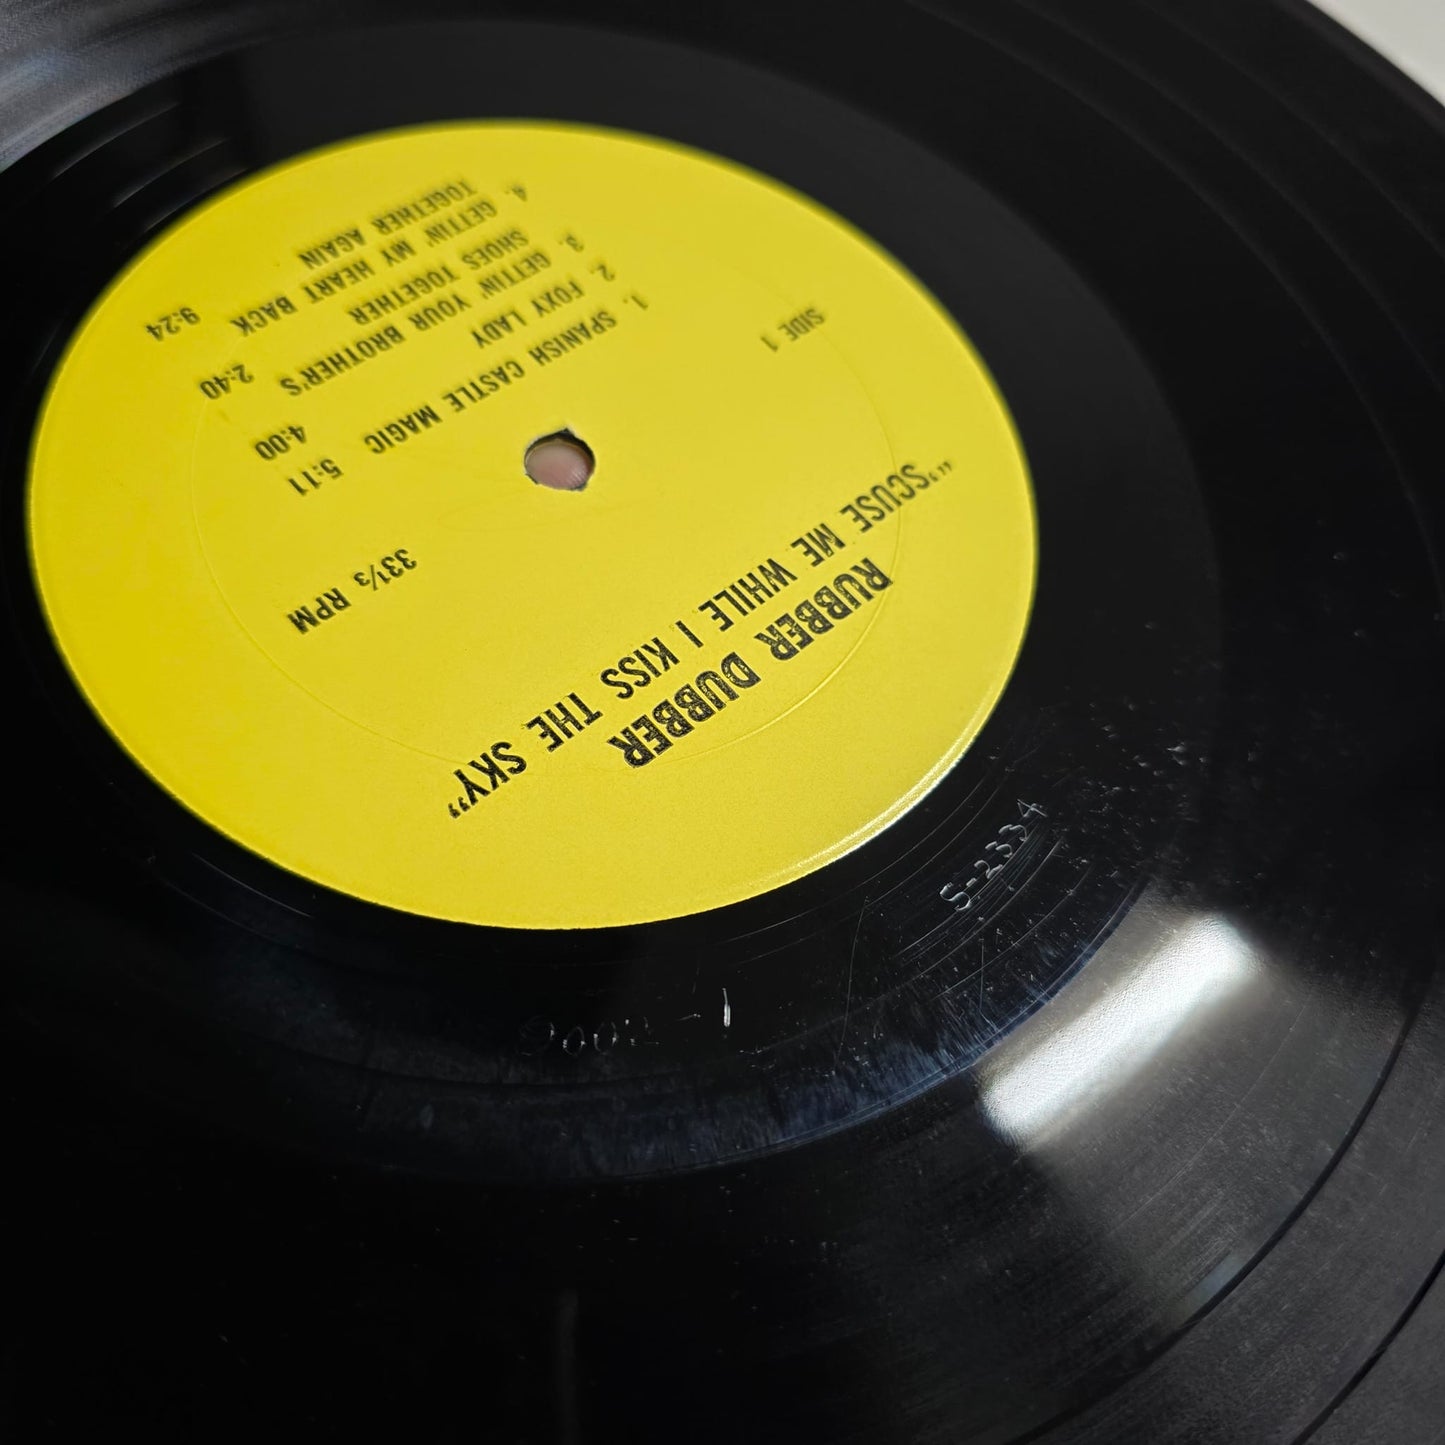 RUBBER DUBBER
"'SCUSE ME WHILE I KISS THE SKY"
SIDE 1
33⅓ RPM
1. SPANISH CASTLE MAGIC 5:11
2. FOXY LADY 4:00
3. GETTIN' YOUR BROTHER'S
SHOES TOGETHER 2:40
4. GETTIN' MY HEART BACK
TOGETHER AGAIN 9:24
S-2334